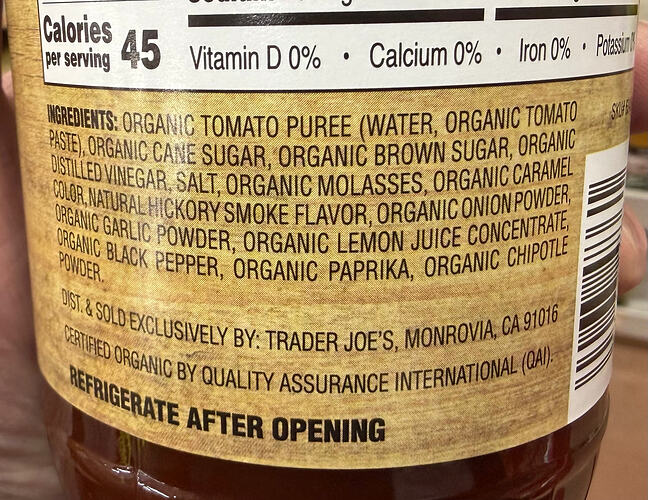 Calories
per serving 45
Vitamin D 0% • Calcium 0% • Iron 0% • Potassium
INGREDIENTS: ORGANIC TOMATO PUREE (WATER, ORGANIC TOMATO
PASTE), ORGANIC CANE SUGAR, ORGANIC BROWN SUGAR, ORGANIC
DISTILLED VINEGAR, SALT, ORGANIC MOLASSES, ORGANIC CARAMEL
COLOR, NATURAL HICKORY SMOKE FLAVOR, ORGANIC ONION POWDER,
ORGANIC GARLIC POWDER, ORGANIC LEMON JUICE CONCENTRATE,
ORGANIC BLACK PEPPER, ORGANIC PAPRIKA, ORGANIC CHIPOTLE
POWDER.
DIST. & SOLD EXCLUSIVELY BY: TRADER JOE'S, MONROVIA, CA 91016
CERTIFIED ORGANIC BY QUALITY ASSURANCE INTERNATIONAL (QAI).
REFRIGERATE AFTER OPENING
SKU#